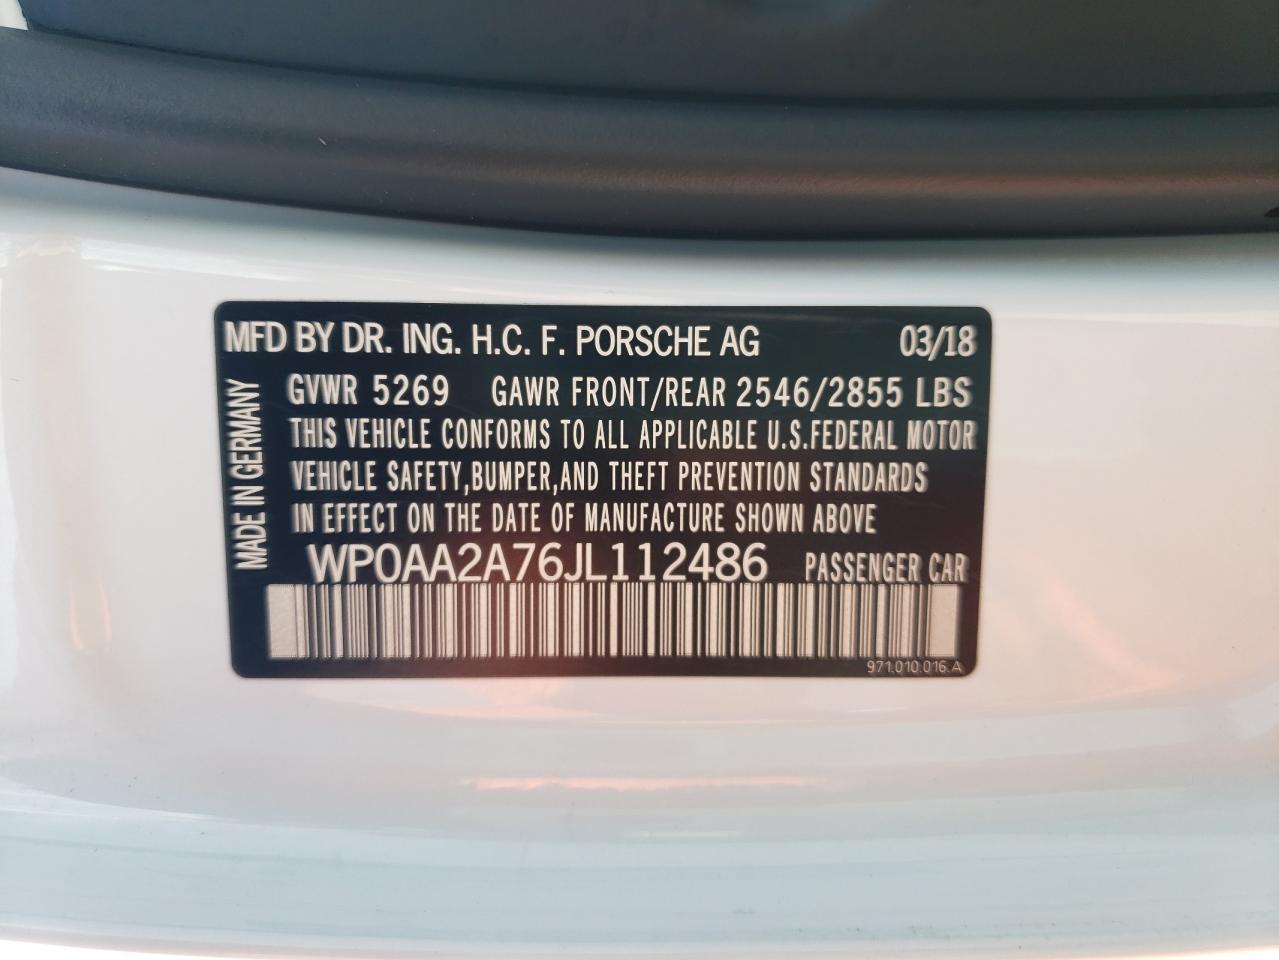 MFD BY DR. ING. H.C. F. PORSCHE AG 03/18
GVWR 5269 GAWR FRONT/REAR 2546/2855 LBS
THIS VEHICLE CONFORMS TO ALL APPLICABLE U.S.FEDERAL MOTOR
VEHICLE SAFETY,BUMPER,AND THEFT PREVENTION STANDARDS
IN EFFECT ON THE DATE OF MANUFACTURE SHOWN ABOVE
WP0AA2A76JL112486 PASSENGER CAR
971.010.016.A
MADE IN GERMANY